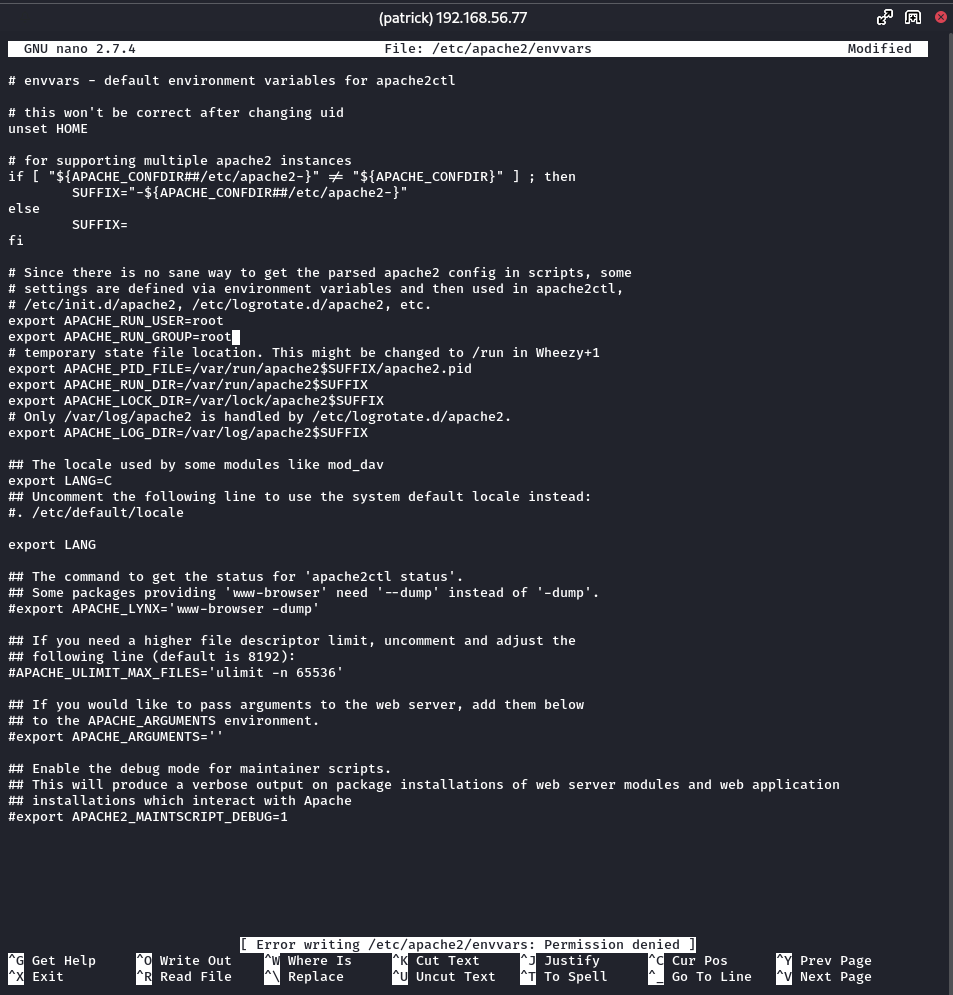 (patrick) 192.168.56.77
GNU nano 2.7.4 File: /etc/apache2/envvars Modified
# envvars - default environment variables for apache2ctl
# this won't be correct after changing uid
unset HOME
# for supporting multiple apache2 instances
if [ "${APACHE_CONFDIR##/etc/apache2-}" != "${APACHE_CONFDIR}" ] ; then
SUFFIX="-${APACHE_CONFDIR##/etc/apache2-}"
else
SUFFIX=
fi
# Since there is no sane way to get the parsed apache2 config in scripts, some
# settings are defined via environment variables and then used in apache2ctl,
# /etc/init.d/apache2, /etc/logrotate.d/apache2, etc.
export APACHE_RUN_USER=root
export APACHE_RUN_GROUP=root
# temporary state file location. This might be changed to /run in Wheezy+1
export APACHE_PID_FILE=/var/run/apache2$SUFFIX/apache2.pid
export APACHE_RUN_DIR=/var/run/apache2$SUFFIX
export APACHE_LOCK_DIR=/var/lock/apache2$SUFFIX
# Only /var/log/apache2 is handled by /etc/logrotate.d/apache2.
export APACHE_LOG_DIR=/var/log/apache2$SUFFIX
## The locale used by some modules like mod_dav
export LANG=C
## Uncomment the following line to use the system default locale instead:
#. /etc/default/locale
export LANG
## The command to get the status for 'apache2ctl status'.
## Some packages providing 'www-browser' need '--dump' instead of '-dump'.
#export APACHE_LYNX='www-browser -dump'
## If you need a higher file descriptor limit, uncomment and adjust the
## following line (default is 8192):
#APACHE_ULIMIT_MAX_FILES='ulimit -n 65536'
## If you would like to pass arguments to the web server, add them below
## to the APACHE_ARGUMENTS environment.
#export APACHE_ARGUMENTS=''
## Enable the debug mode for maintainer scripts.
## This will produce a verbose output on package installations of web server modules and web application
## installations which interact with Apache
#export APACHE2_MAINTSCRIPT_DEBUG=1
[ Error writing /etc/apache2/envvars: Permission denied ]
^G Get Help ^O Write Out ^W Where Is ^K Cut Text ^J Justify ^C Cur Pos ^Y Prev Page
^X Exit ^R Read File ^\ Replace ^U Uncut Text ^T To Spell ^_ Go To Line ^V Next Page